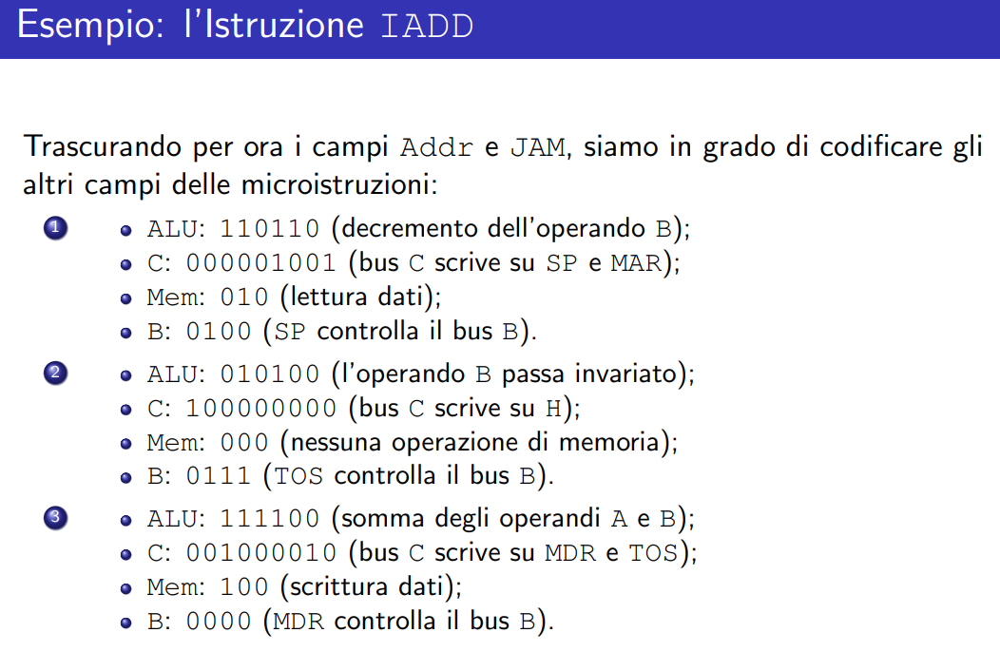 Esempio: l'Istruzione IADD
Trascurando per ora i campi Addr e JAM, siamo in grado di codificare gli
altri campi delle microistruzioni:
1 • ALU: 110110 (decremento dell'operando B);
• C: 000001001 (bus C scrive su SP e MAR);
• Mem: 010 (lettura dati);
• B: 0100 (SP controlla il bus B).
2 • ALU: 010100 (l'operando B passa invariato);
• C: 100000000 (bus C scrive su H);
• Mem: 000 (nessuna operazione di memoria);
• B: 0111 (TOS controlla il bus B).
3 • ALU: 111100 (somma degli operandi A e B);
• C: 001000010 (bus C scrive su MDR e TOS);
• Mem: 100 (scrittura dati);
• B: 0000 (MDR controlla il bus B).